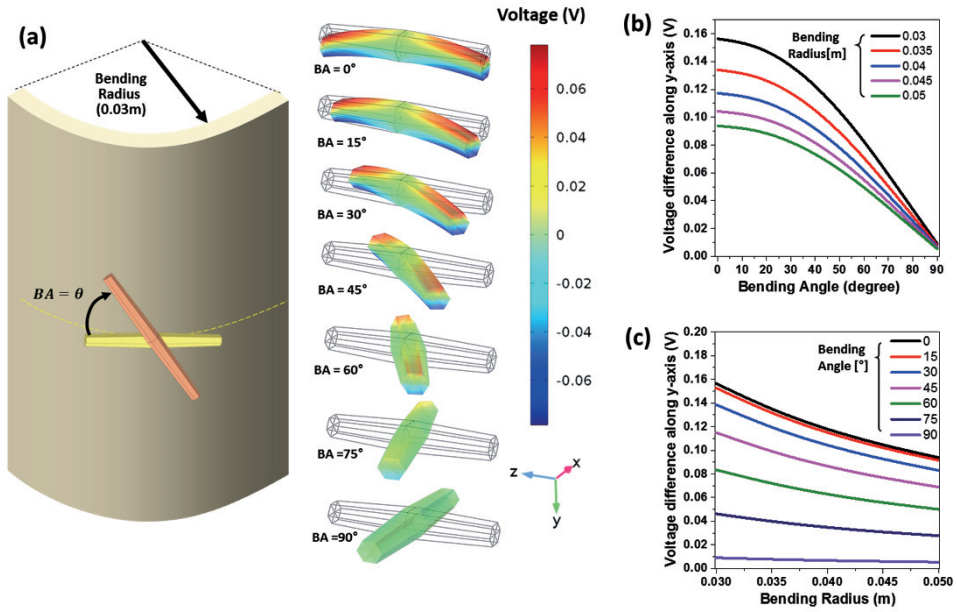 (a)
Bending
Radius
(0.03m)
BA = θ
BA = 0°
BA = 15°
BA = 30°
BA = 45°
BA = 60°
BA =75°
BA =90°
Voltage (V)
0.06
0.04
0.02
0
-0.02
-0.04
-0.06
x
z
y
(b)
Voltage difference along y-axis (V)
0.16
0.14
0.12
0.10
0.08
0.06
0.04
0.02
0.00
0 10 20 30 40 50 60 70 80 90
Bending Angle (degree)
Bending
Radius[m]
0.03
0.035
0.04
0.045
0.05
(c)
Voltage difference along y-axis (V)
0.20
0.18
0.16
0.14
0.12
0.10
0.08
0.06
0.04
0.02
0.00
0.030 0.035 0.040 0.045 0.050
Bending Radius (m)
Bending
Angle [°]
0
15
30
45
60
75
90